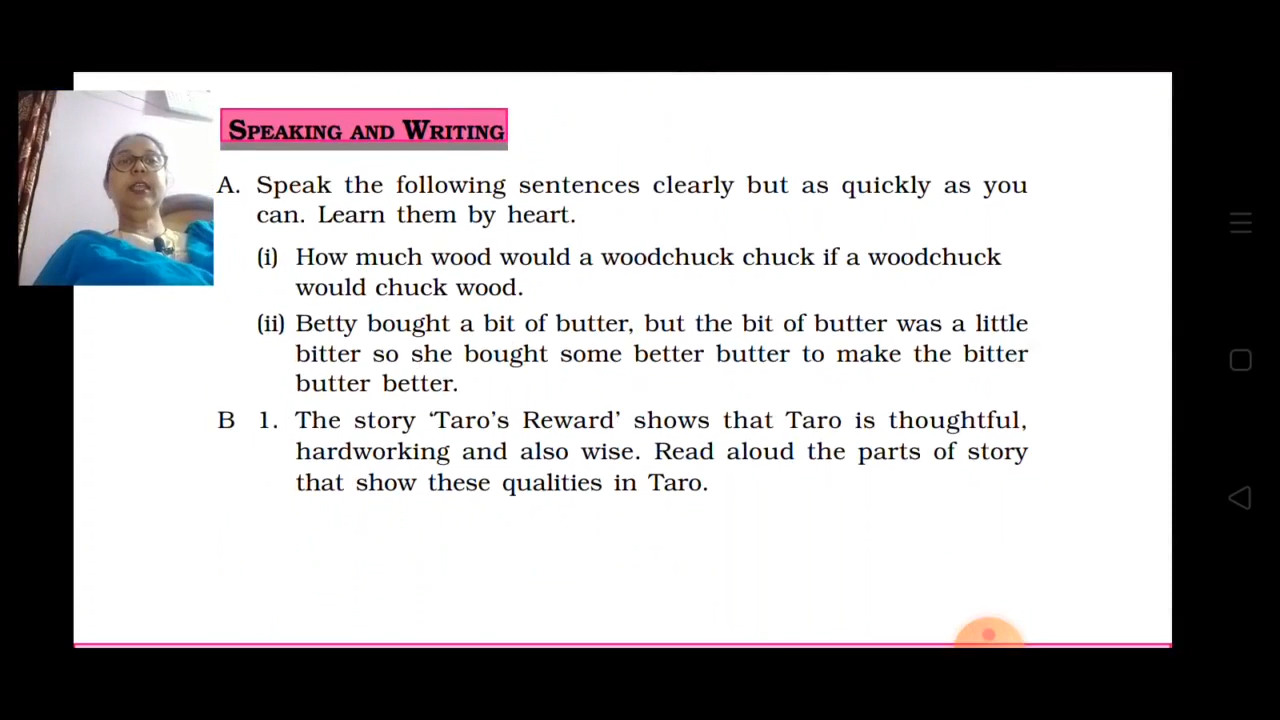 SPEAKING AND WRITING
A. Speak the following sentences clearly but as quickly as you
can. Learn them by heart.
(i) How much wood would a woodchuck chuck if a woodchuck
would chuck wood.
(ii) Betty bought a bit of butter, but the bit of butter was a little
bitter so she bought some better butter to make the bitter
butter better.
B 1. The story ‘Taro’s Reward’ shows that Taro is thoughtful,
hardworking and also wise. Read aloud the parts of story
that show these qualities in Taro.